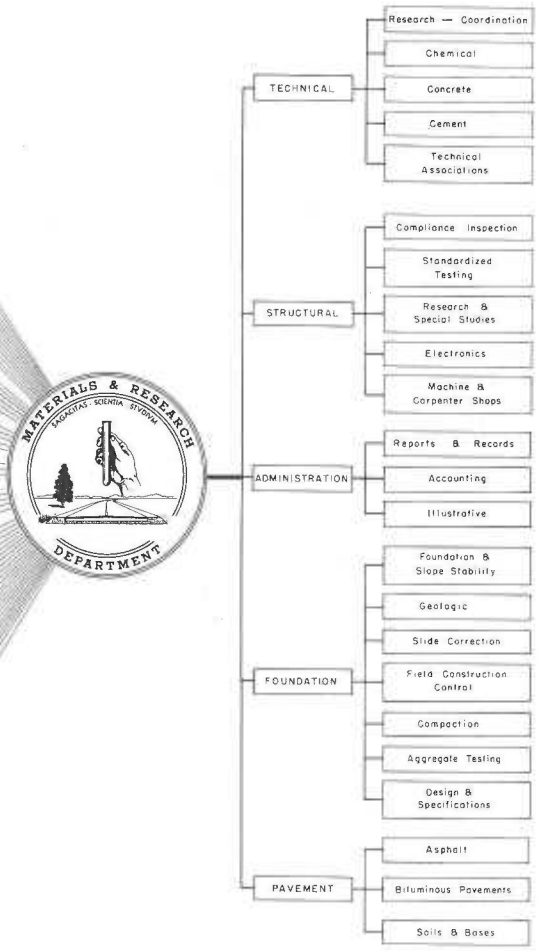 MATERIALS & RESEARCH
SAGACITAS · SCIENTIA STVDIVM
DEPARTMENT
TECHNICAL
Research — Coordination
Chemical
Concrete
Cement
Technical
Associations
STRUCTURAL
Compliance Inspection
Standardized
Testing
Research &
Special Studies
Electronics
Machine &
Carpenter Shops
ADMINISTRATION
Reports & Records
Accounting
Illustrative
FOUNDATION
Foundation &
Slope Stability
Geologic
Slide Correction
Field Construction
Control
Compaction
Aggregate Testing
Design &
Specifications
PAVEMENT
Asphalt
Bituminous Pavements
Soils & Bases